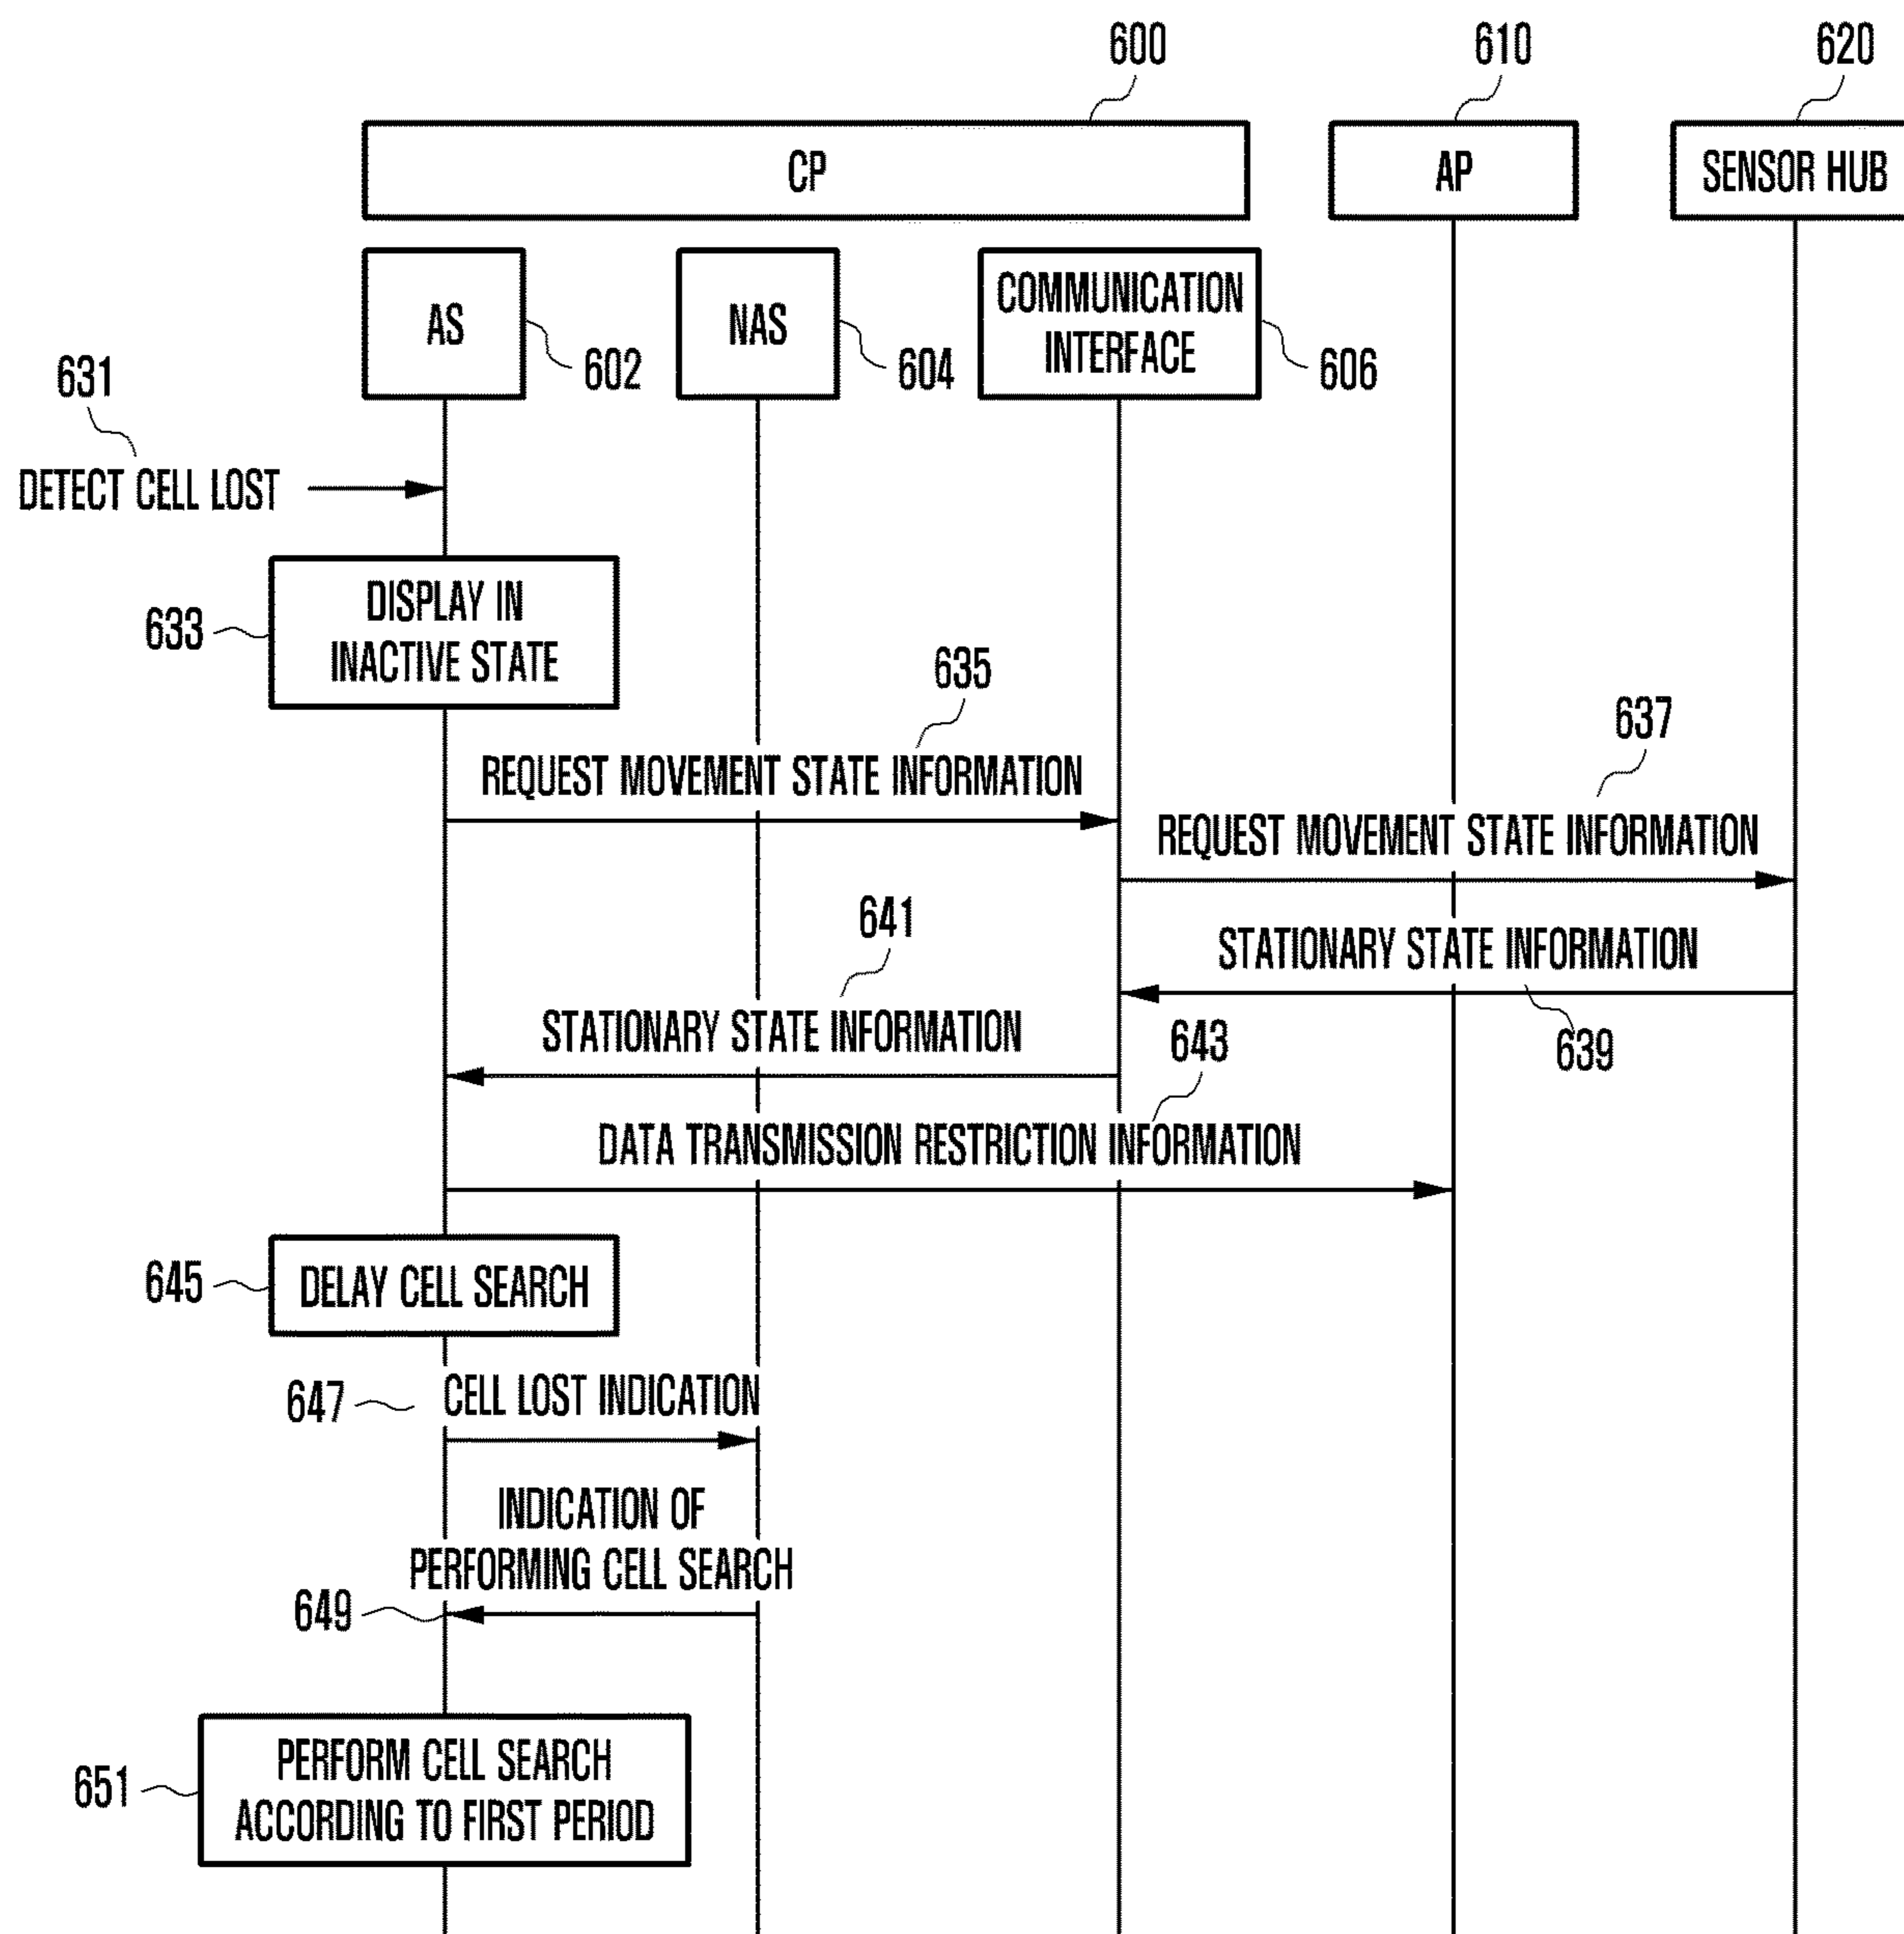 600
610
620
CP
AP
SENSOR HUB
AS
NAS
COMMUNICATION
INTERFACE
602
604
606
631
DETECT CELL LOST
633
DISPLAY IN
INACTIVE STATE
635
REQUEST MOVEMENT STATE INFORMATION
637
REQUEST MOVEMENT STATE INFORMATION
STATIONARY STATE INFORMATION
639
641
STATIONARY STATE INFORMATION
643
DATA TRANSMISSION RESTRICTION INFORMATION
645
DELAY CELL SEARCH
647
CELL LOST INDICATION
INDICATION OF
PERFORMING CELL SEARCH
649
651
PERFORM CELL SEARCH
ACCORDING TO FIRST PERIOD